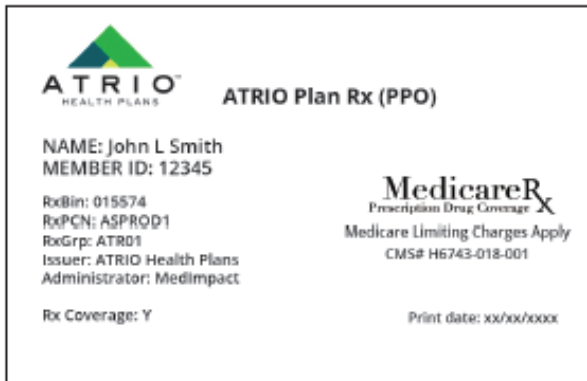 ATRIO™
HEALTH PLANS
ATRIO Plan Rx (PPO)
NAME: John L Smith
MEMBER ID: 12345
RxBin: 015574
RxPCN: ASPROD1
RxGrp: ATR01
Issuer: ATRIO Health Plans
Administrator: MedImpact
Rx Coverage: Y
MedicareRx
Prescription Drug Coverage
Medicare Limiting Charges Apply
CMS# H6743-018-001
Print date: xx/xx/xxxx